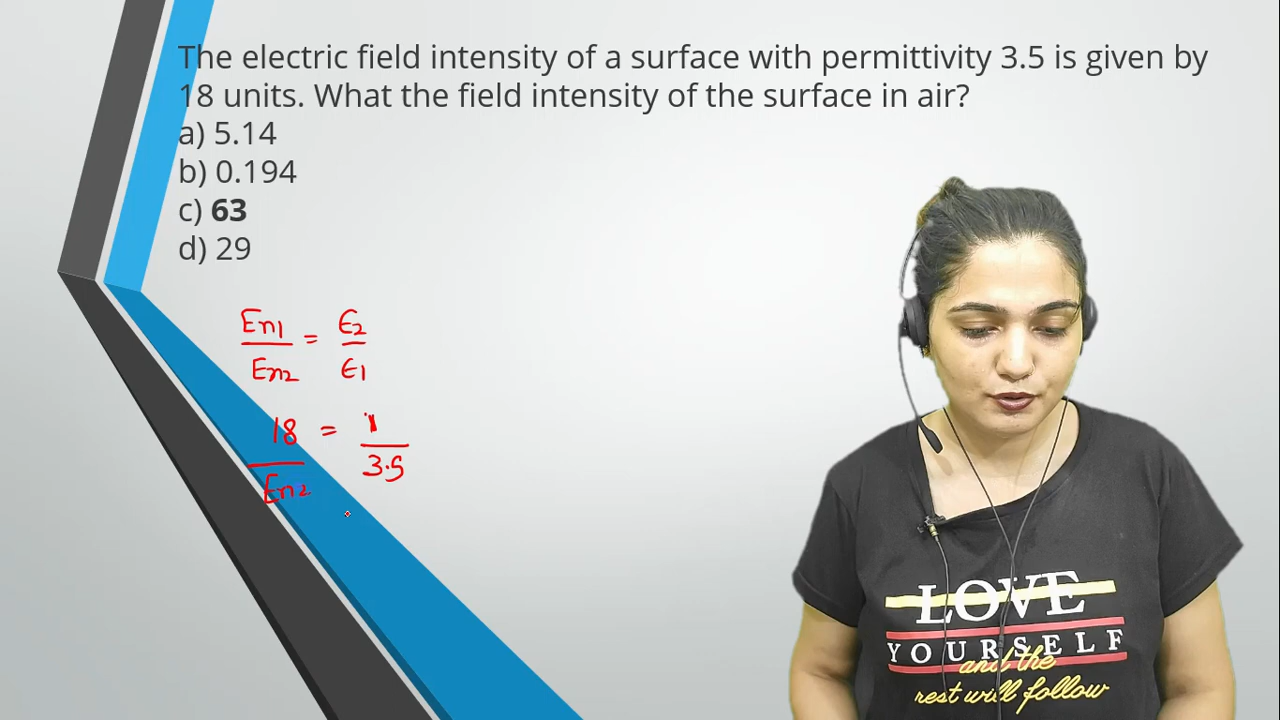 The electric field intensity of a surface with permittivity 3.5 is given by
18 units. What the field intensity of the surface in air?
a) 5.14
b) 0.194
c) 63
d) 29
En1/En2 = ϵ2/ϵ1
18/En2 = 1/3.5
LOVE
YOURSELF
and the
rest will follow